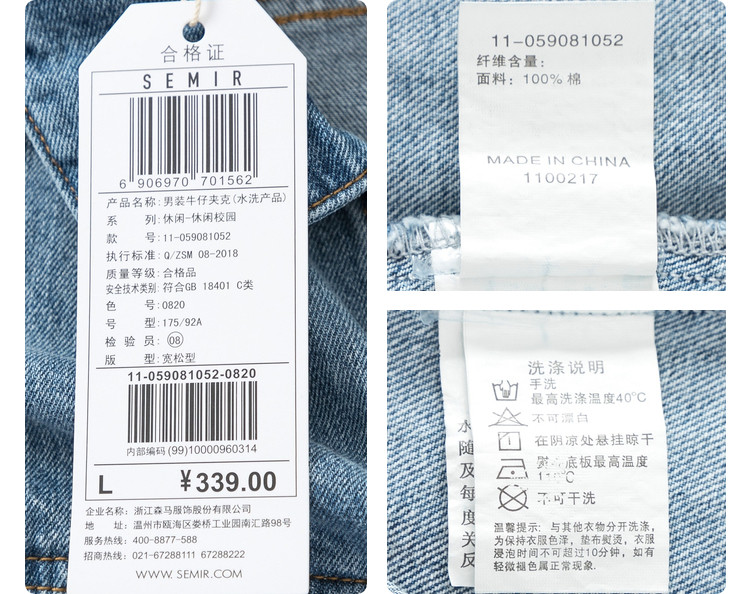 合格证
SEMIR
6 906970 701562
产品名称: 男装牛仔夹克(水洗产品)
系 列: 休闲-休闲校园
款 号: 11-059081052
执行标准: Q/ZSM 08-2018
质量等级: 合格品
安全技术类别: 符合GB 18401 C类
色 号: 0820
号 型: 175/92A
检 验 员: 08
版 型: 宽松型
11-059081052-0820
内部编码 (99)10000960314
L ¥339.00
企业名称: 浙江森马服饰股份有限公司
地 址: 温州市瓯海区娄桥工业园南汇路98号
服务热线: 400-8877-588
招商热线: 021-67288111 67288222
WWW. SEMIR.COM
11-059081052
纤维含量:
面料: 100% 棉
MADE IN CHINA
1100217
洗涤说明
手洗
最高洗涤温度40℃
不可漂白
在阴凉处悬挂晾干
底板最高温度
110℃
不可干洗
温馨提示: 与其他衣物分开洗涤,
为保持衣服色泽, 垫布熨烫, 衣服
浸泡时间不可超过10分钟, 如有
轻微褪色属正常现象.
水
随
及
每
度
关
反